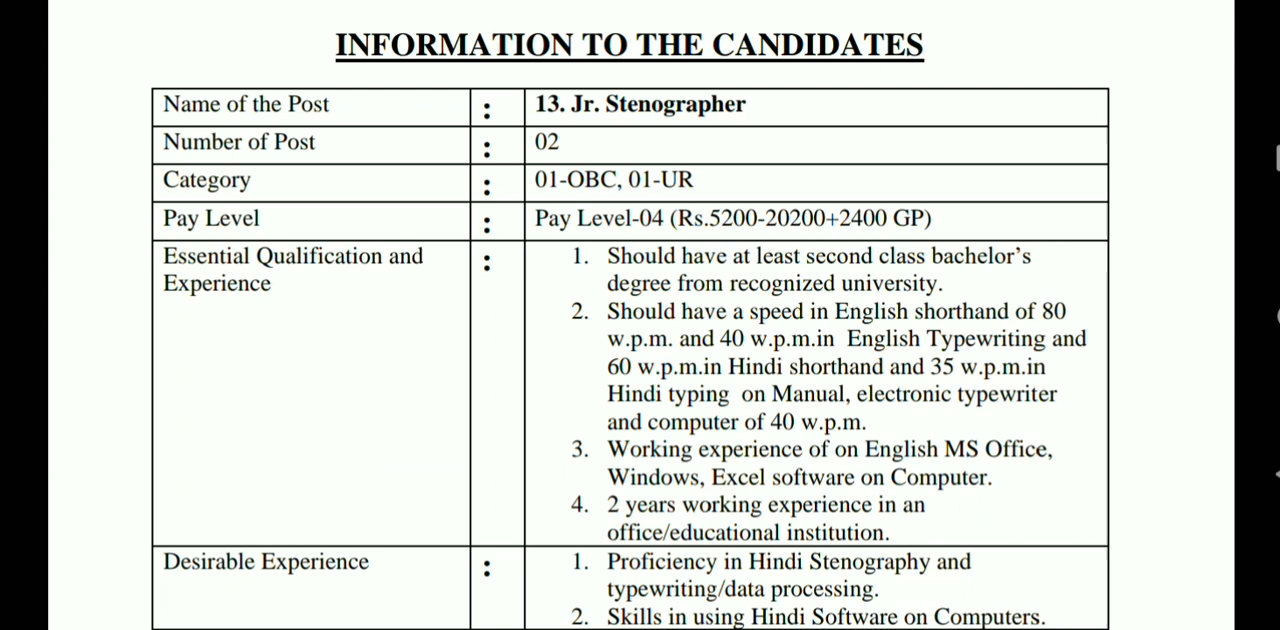 INFORMATION TO THE CANDIDATES
Name of the Post : 13. Jr. Stenographer
Number of Post : 02
Category : 01-OBC, 01-UR
Pay Level : Pay Level-04 (Rs.5200-20200+2400 GP)
Essential Qualification and Experience : 1. Should have at least second class bachelor's
degree from recognized university.
2. Should have a speed in English shorthand of 80
w.p.m. and 40 w.p.m.in English Typewriting and
60 w.p.m.in Hindi shorthand and 35 w.p.m.in
Hindi typing on Manual, electronic typewriter
and computer of 40 w.p.m.
3. Working experience of on English MS Office,
Windows, Excel software on Computer.
4. 2 years working experience in an
office/educational institution.
Desirable Experience : 1. Proficiency in Hindi Stenography and
typewriting/data processing.
2. Skills in using Hindi Software on Computers.